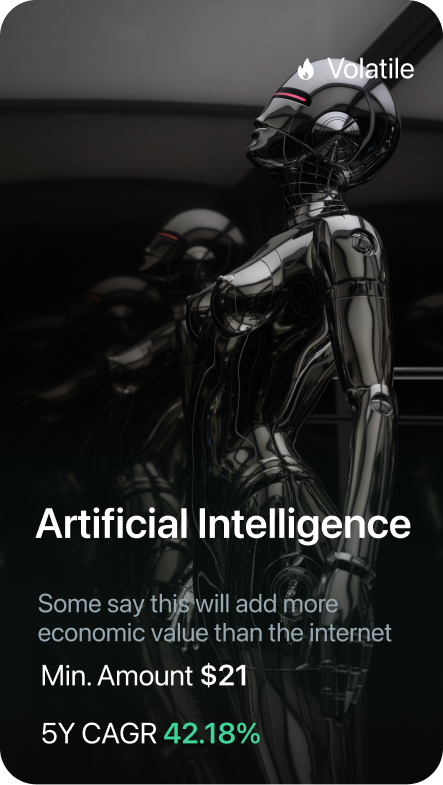 Volatile
Artificial Intelligence
Some say this will add more
economic value than the internet
Min. Amount $21
5Y CAGR 42.18%